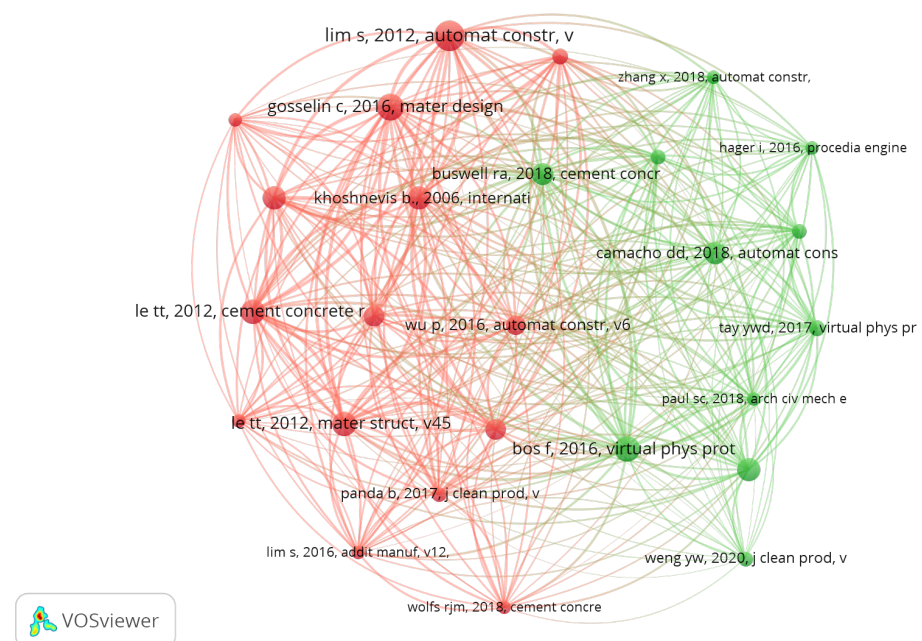 lim s, 2012, automat constr, v
zhang x, 2018, automat constr,
gosselin c, 2016, mater design
hager i, 2016, procedia engine
buswell ra, 2018, cement concr
khoshnevis b., 2006, internati
camacho dd, 2018, automat cons
le tt, 2012, cement concrete r
wu p, 2016, automat constr, v6
tay ywd, 2017, virtual phys pr
paul sc, 2018, arch civ mech e
le tt, 2012, mater struct, v45
bos f, 2016, virtual phys prot
panda b, 2017, j clean prod, v
lim s, 2016, addit manuf, v12,
weng yw, 2020, j clean prod, v
wolfs rjm, 2018, cement concre
VOSviewer